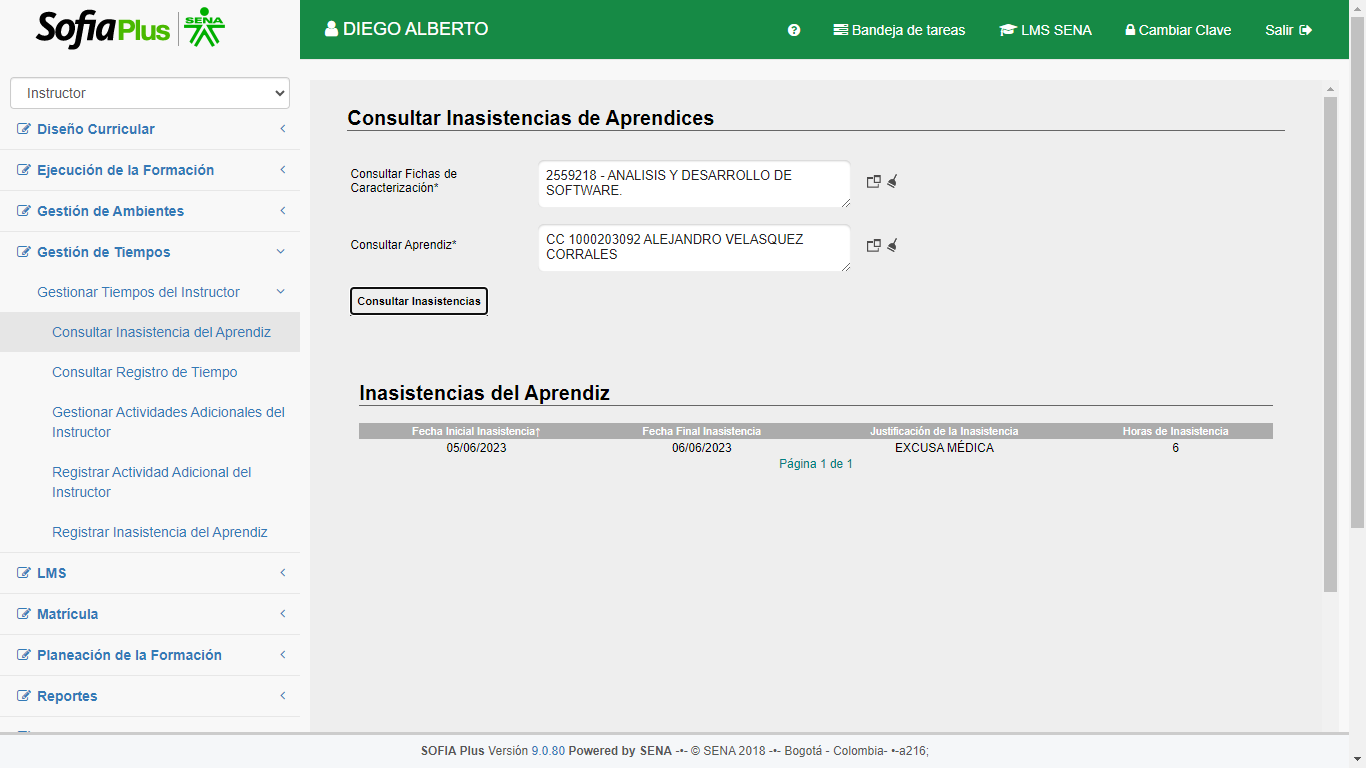 Sofia Plus SENA
DIEGO ALBERTO
Bandeja de tareas
LMS SENA
Cambiar Clave
Salir
Instructor
Diseño Curricular
Ejecución de la Formación
Gestión de Ambientes
Gestión de Tiempos
Gestionar Tiempos del Instructor
Consultar Inasistencia del Aprendiz
Consultar Registro de Tiempo
Gestionar Actividades Adicionales del
Instructor
Registrar Actividad Adicional del
Instructor
Registrar Inasistencia del Aprendiz
LMS
Matrícula
Planeación de la Formación
Reportes
Consultar Inasistencias de Aprendices
Consultar Fichas de
Caracterización*
2559218 - ANALISIS Y DESARROLLO DE
SOFTWARE.
Consultar Aprendiz*
CC 1000203092 ALEJANDRO VELASQUEZ
CORRALES
Consultar Inasistencias
Inasistencias del Aprendiz
Fecha Inicial Inasistencia↑ Fecha Final Inasistencia Justificación de la Inasistencia Horas de Inasistencia
05/06/2023 06/06/2023 EXCUSA MÉDICA 6
Página 1 de 1
SOFIA Plus Versión 9.0.80 Powered by SENA -•- © SENA 2018 -•- Bogotá - Colombia- •-a216;